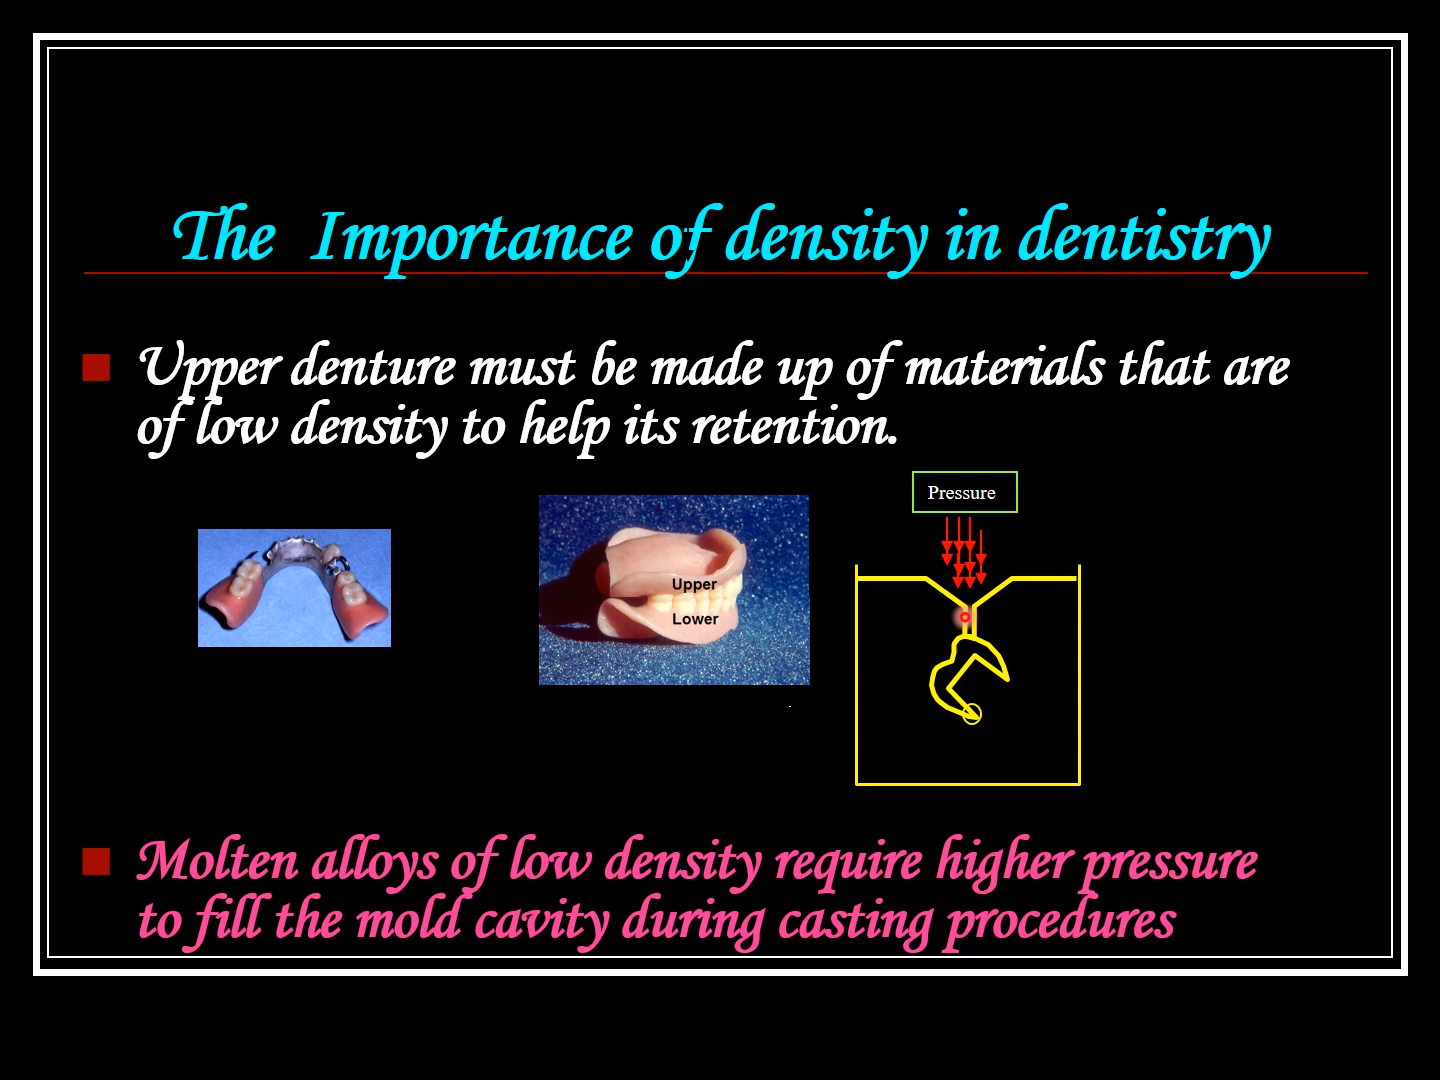 The Importance of density in dentistry
Upper denture must be made up of materials that are
of low density to help its retention.
Pressure
Upper
Lower
Molten alloys of low density require higher pressure
to fill the mold cavity during casting procedures